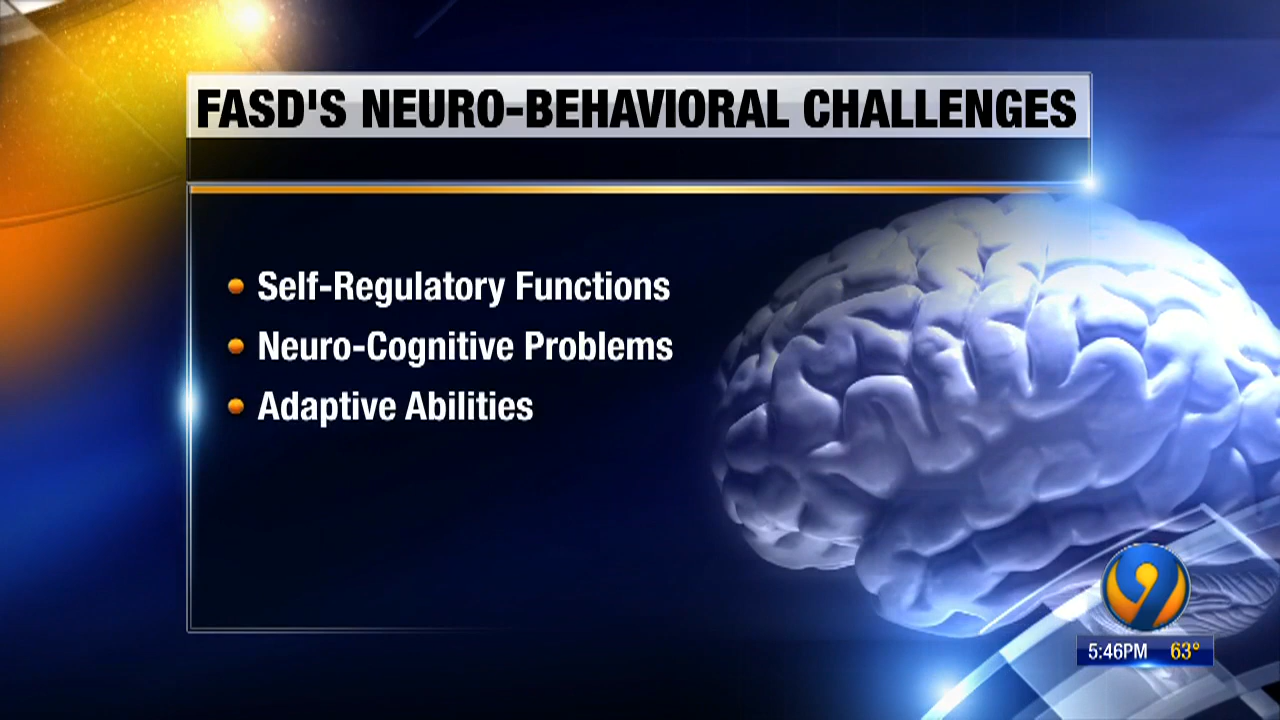 FASD'S NEURO-BEHAVIORAL CHALLENGES
Self-Regulatory Functions
Neuro-Cognitive Problems
Adaptive Abilities
9
5:46PM 63°